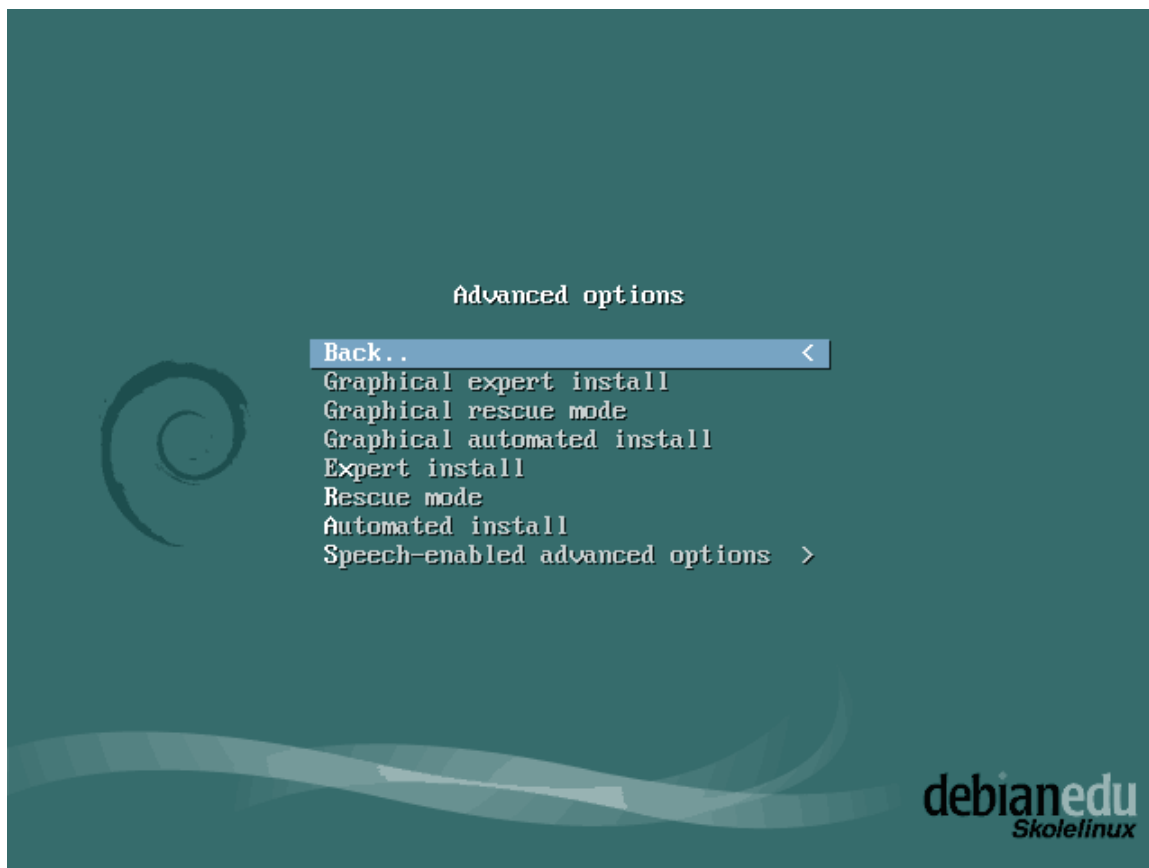 Advanced options
Back.. <
Graphical expert install
Graphical rescue mode
Graphical automated install
Expert install
Rescue mode
Automated install
Speech-enabled advanced options >
debianedu
Skolelinux